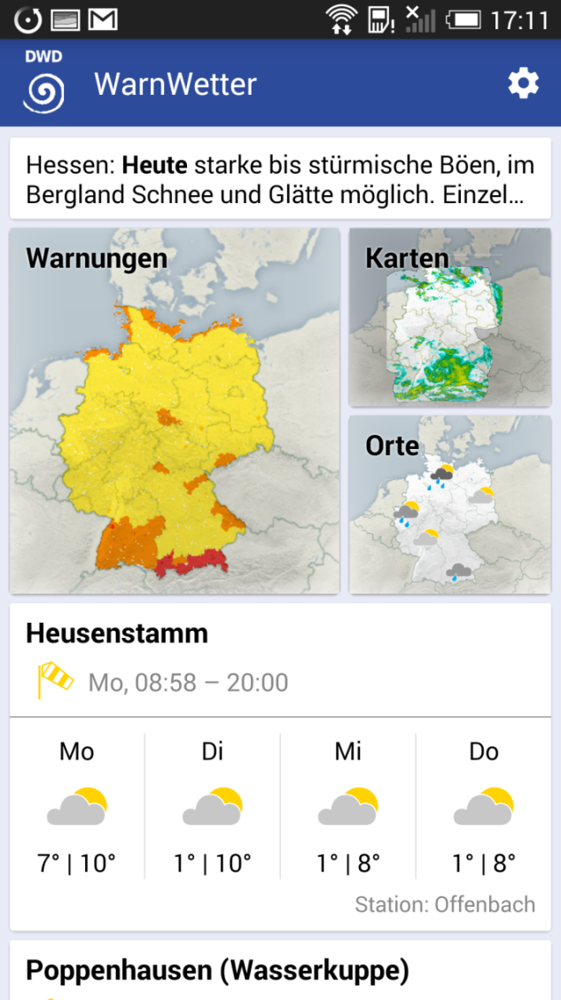 17:11
DWD
WarnWetter
Hessen: Heute starke bis stürmische Böen, im
Bergland Schnee und Glätte möglich. Einzel...
Warnungen
Karten
Orte
Heusenstamm
Mo, 08:58 – 20:00
Mo Di Mi Do
7° | 10° 1° | 10° 1° | 8° 1° | 8°
Station: Offenbach
Poppenhausen (Wasserkuppe)